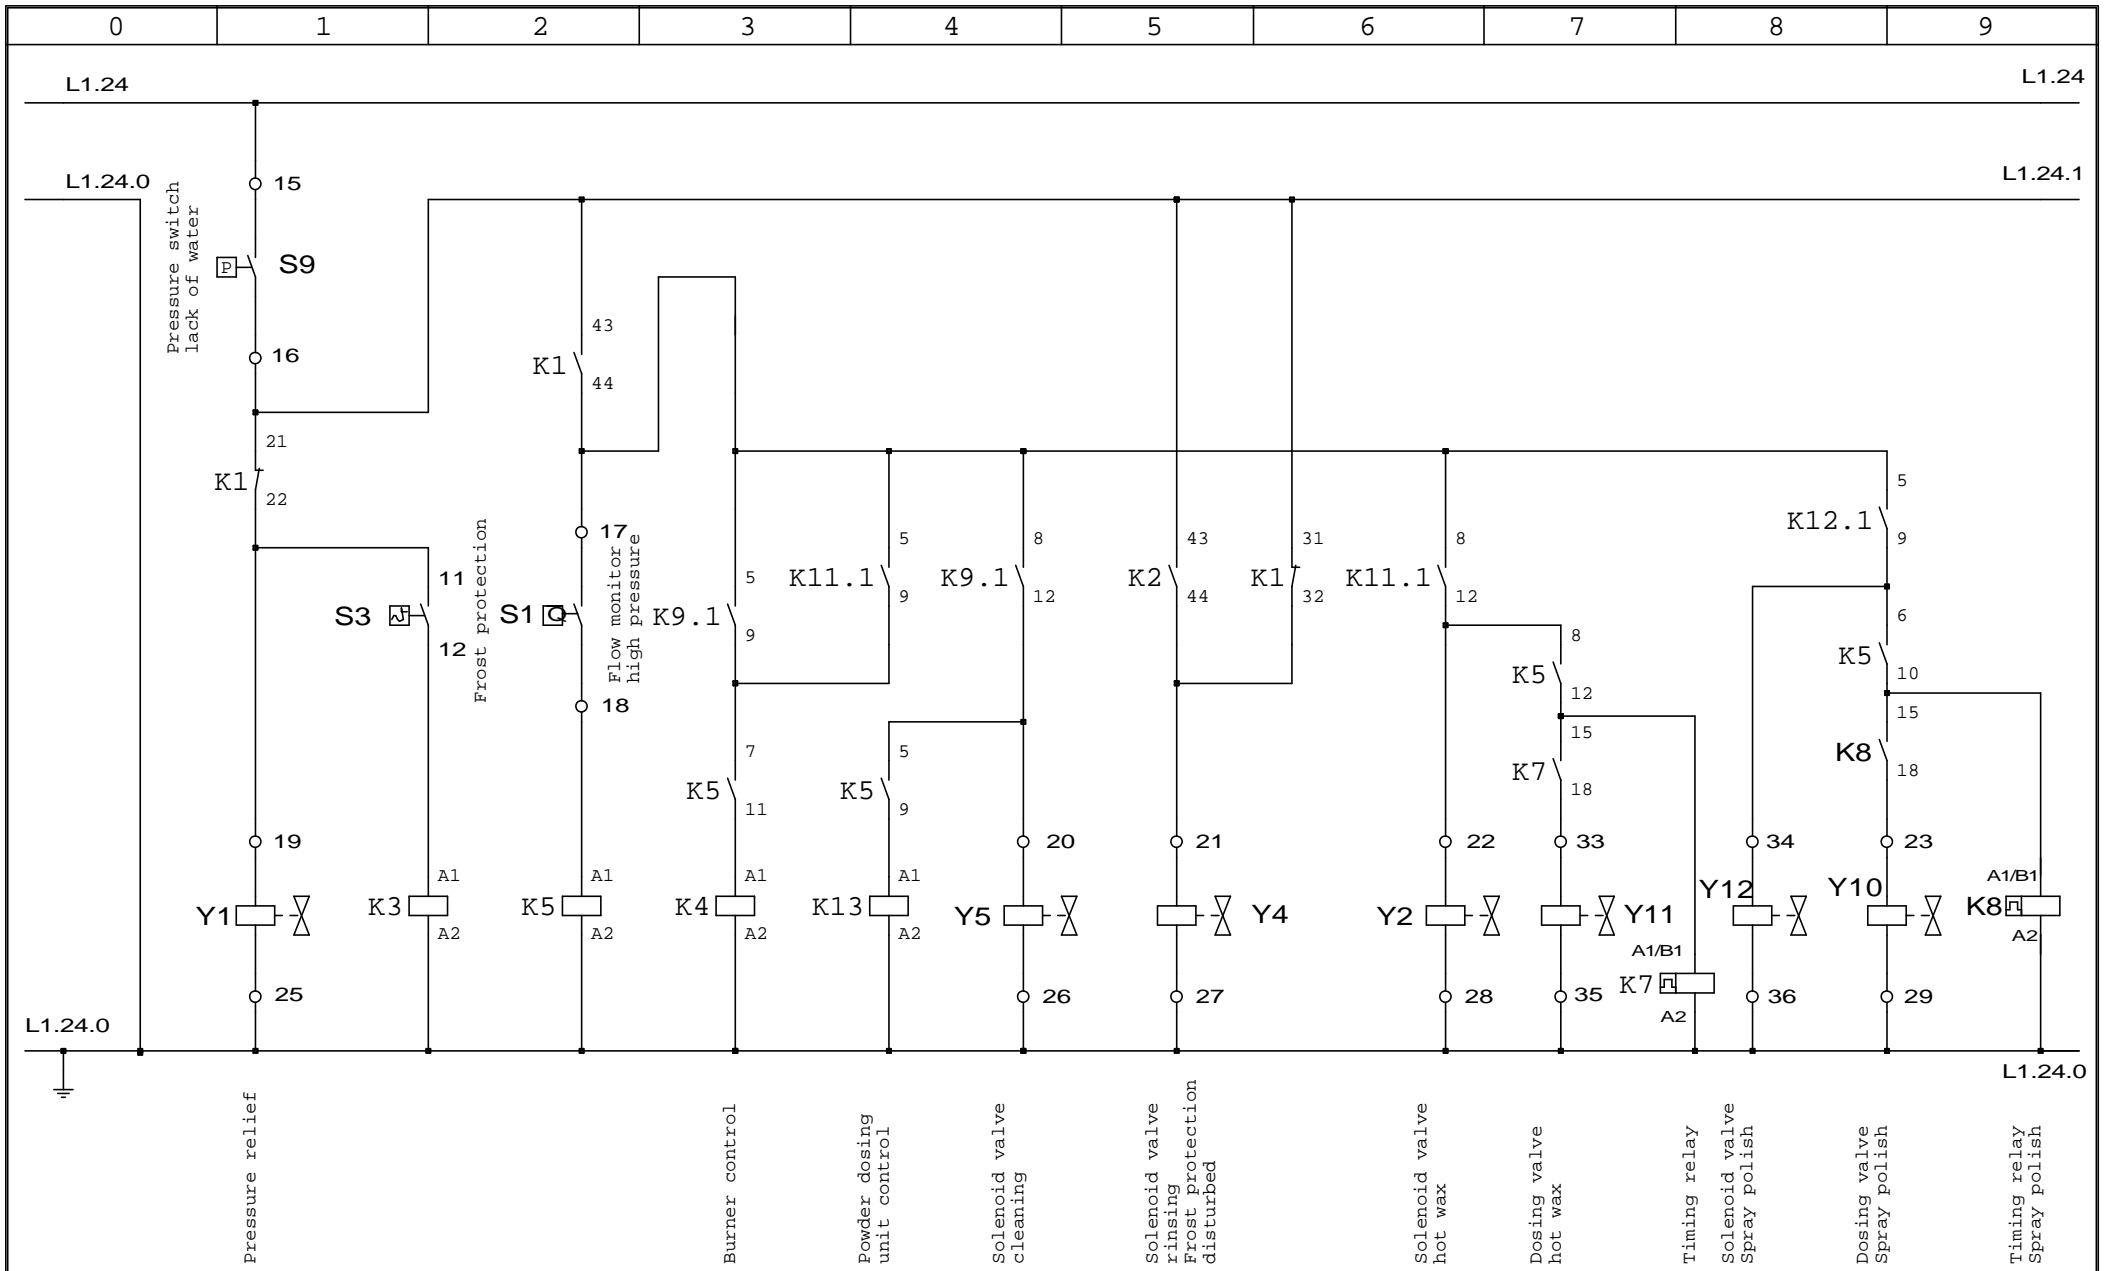 0 1 2 3 4 5 6 7 8 9
L1.24
L1.24
L1.24.0
L1.24.1
15
Pressure switch
lack of water
P
S9
16
43
K1
44
21
K1
22
17
5
K12.1
9
11
S3
12
Frost protection
S1
Q
Flow monitor
high pressure
18
5
K9.1
9
5
K11.1
9
8
K9.1
12
43
K2
44
31
K1
32
8
K11.1
12
8
K5
12
6
K5
10
7
K5
11
5
K5
9
15
K7
18
15
K8
18
19
20
21
22
33
34
23
Y1
A1
K3
A2
A1
K5
A2
A1
K4
A2
A1
K13
A2
Y5
Y4
Y2
Y11
A1/B1
K7
A2
Y12
Y10
A1/B1
K8
A2
25
26
27
28
35
36
29
L1.24.0
L1.24.0
Pressure relief
Burner control
Powder dosing
unit control
Solenoid valve
cleaning
Solenoid valve
rinsing
Frost protection
disturbed
Solenoid valve
hot wax
Dosing valve
hot wax
Timing relay
Solenoid valve
Spray polish
Dosing valve
Spray polish
Timing relay
Spray polish